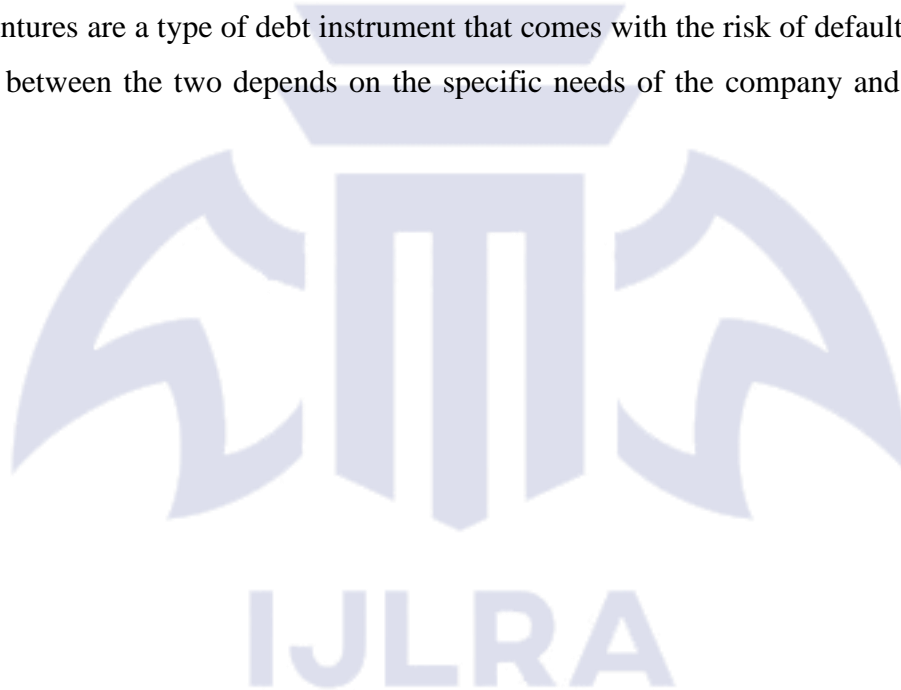 ntures are a type of debt instrument that comes with the risk of default
between the two depends on the specific needs of the company and
IJLRA